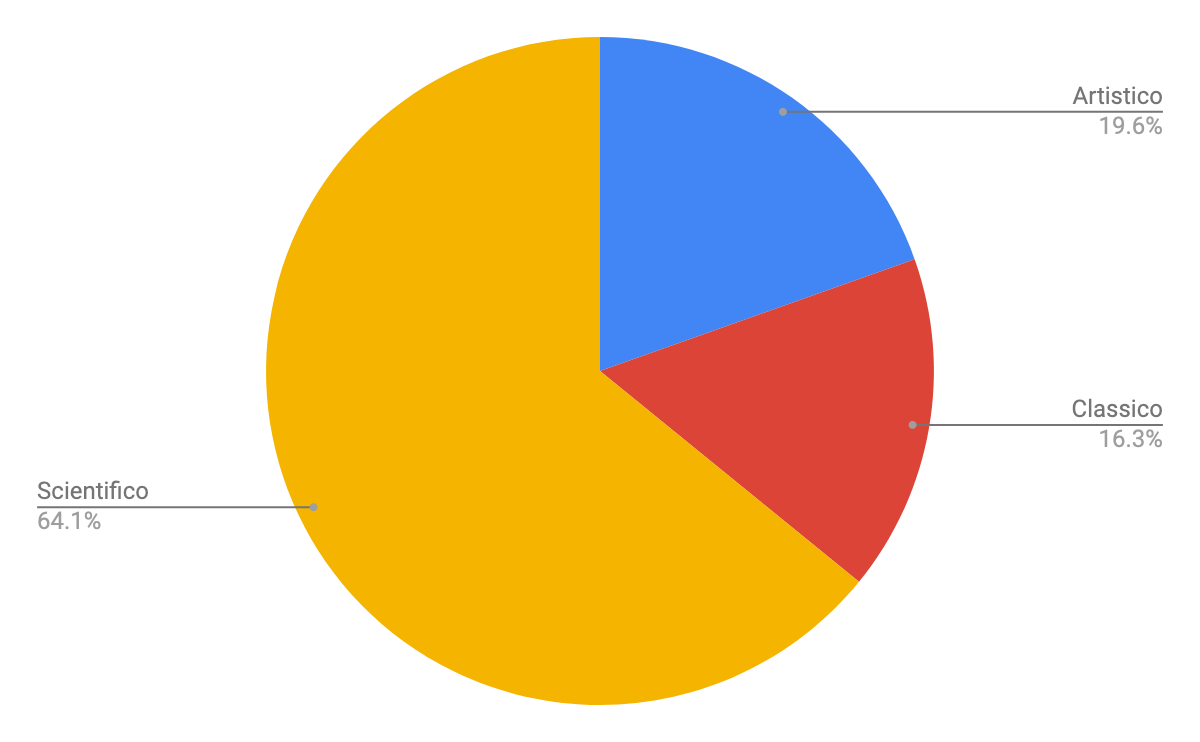 Artistico
19.6%
Classico
16.3%
Scientifico
64.1%